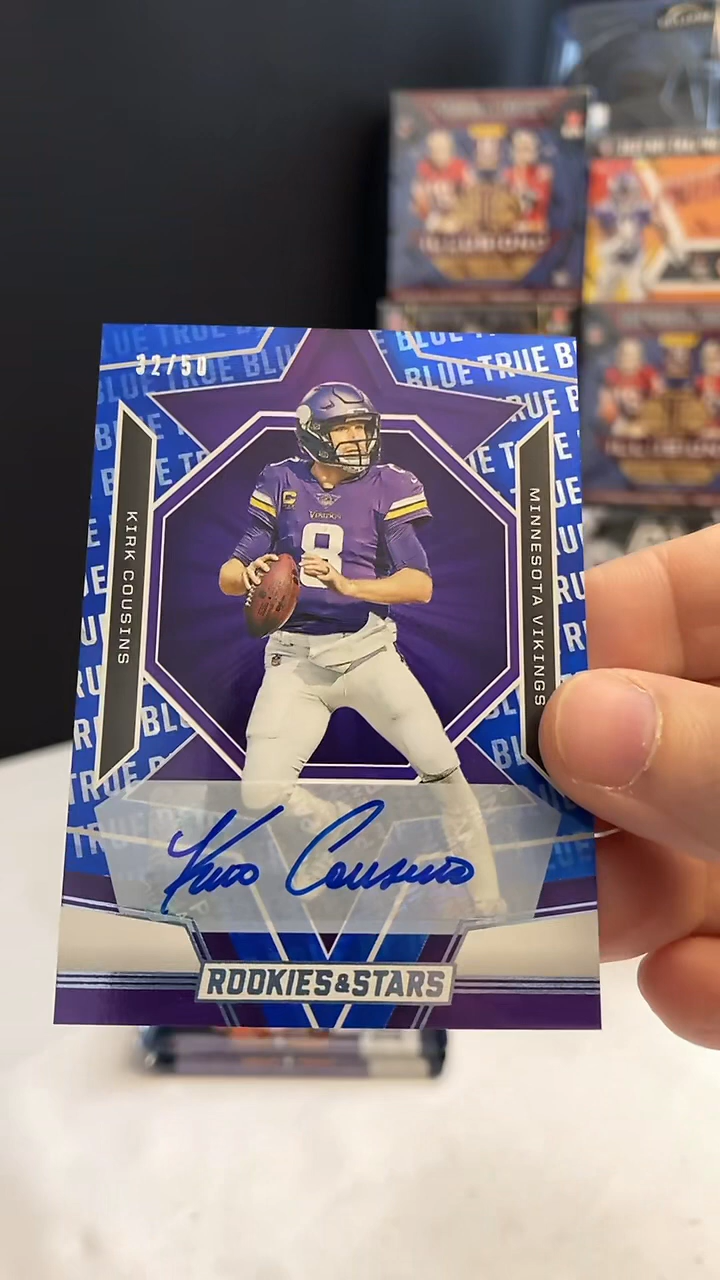 32/50
TRUE BLUE
BLUE TRUE B
KIRK COUSINS
MINNESOTA VIKINGS
VIKINGS
C
8
Kirk Cousins
ROOKIES&STARS
ILLUSIONS
ILLUSIONS